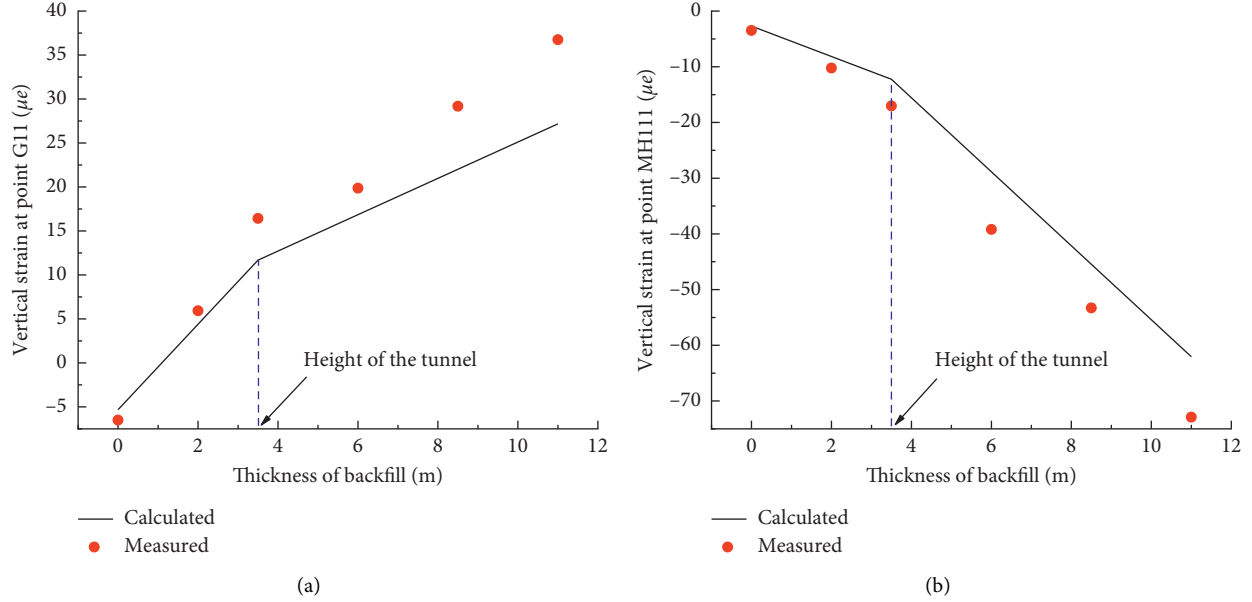 40
35
30
25
20
15
10
5
0
–5
Vertical strain at point G11 (μe)
Height of the tunnel
0 2 4 6 8 10 12
Thickness of backfill (m)
Calculated
Measured
(a)
–0
–10
–20
–30
–40
–50
–60
–70
Vertical strain at point MH111 (μe)
Height of the tunnel
0 2 4 6 8 10 12
Thickness of backfill (m)
Calculated
Measured
(b)